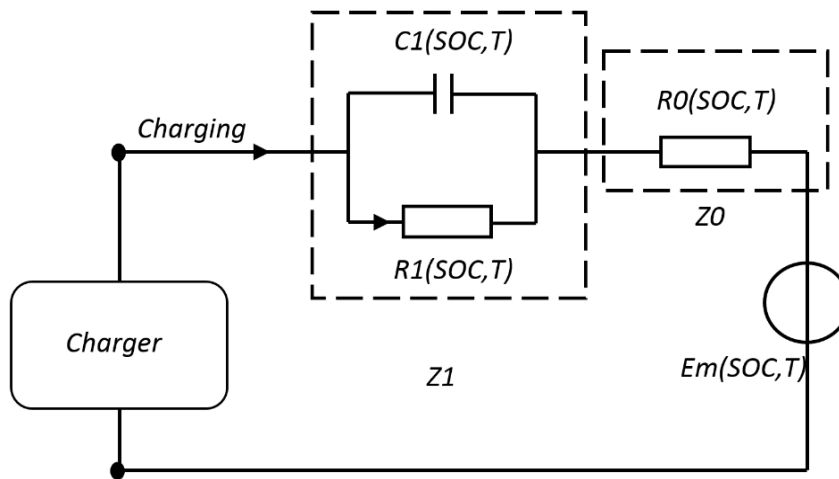 C1(SOC,T)
R0(SOC,T)
Charging
Z0
R1(SOC,T)
Charger
Z1
Em(SOC,T)